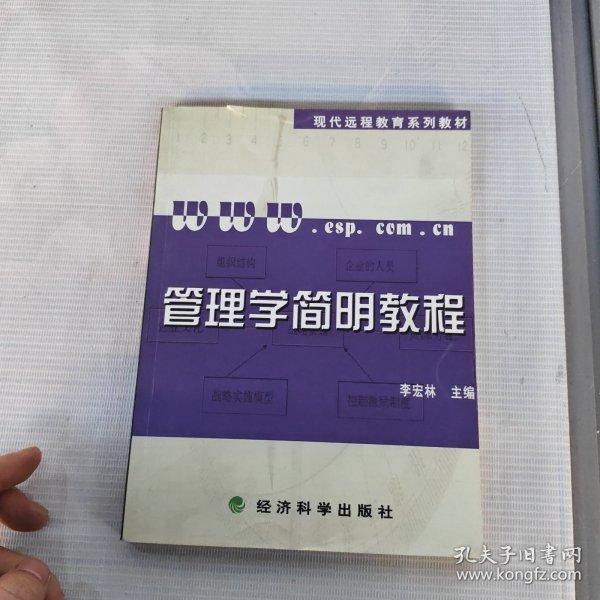 现代远程教育系列教材
1 2 3 4 5 6 7 8 9 10 11 12
www.esp.com.cn
组织结构 企业的人员
管理学简明教程
李宏林 主编
战略实施模型
经济科学出版社
孔夫子旧书网
www.kongfz.com